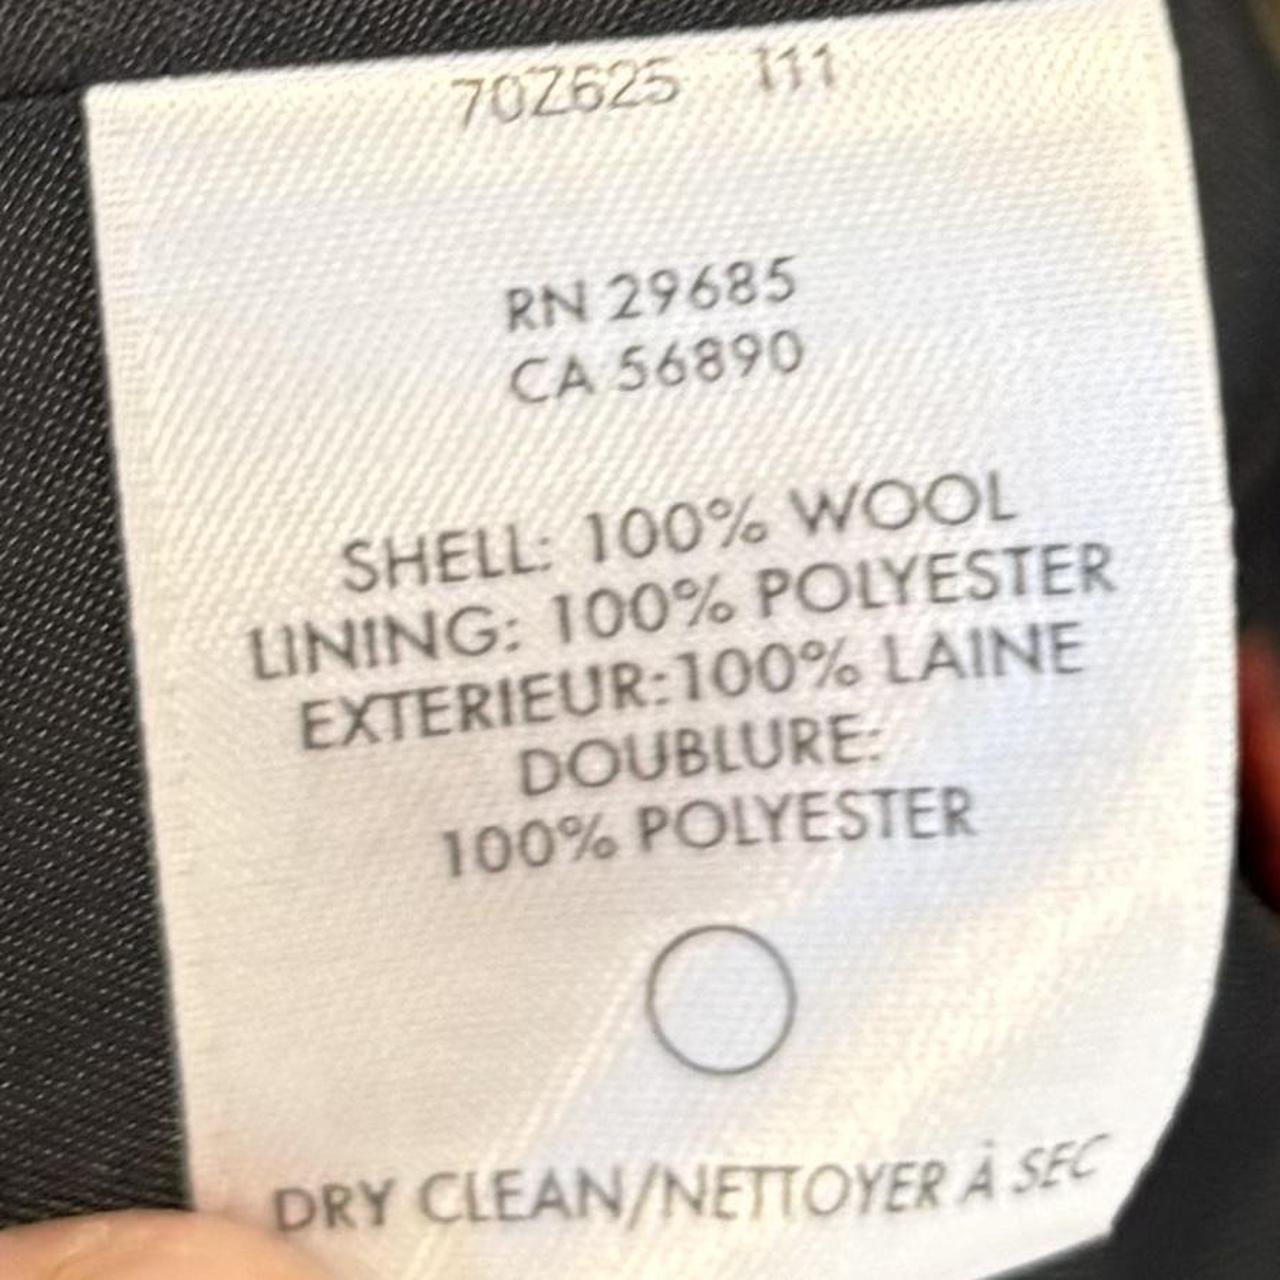 70Z625 111
RN 29685
CA 56890
SHELL: 100% WOOL
LINING: 100% POLYESTER
EXTERIEUR:100% LAINE
DOUBLURE:
100% POLYESTER
DRY CLEAN/NETTOYER À SEC